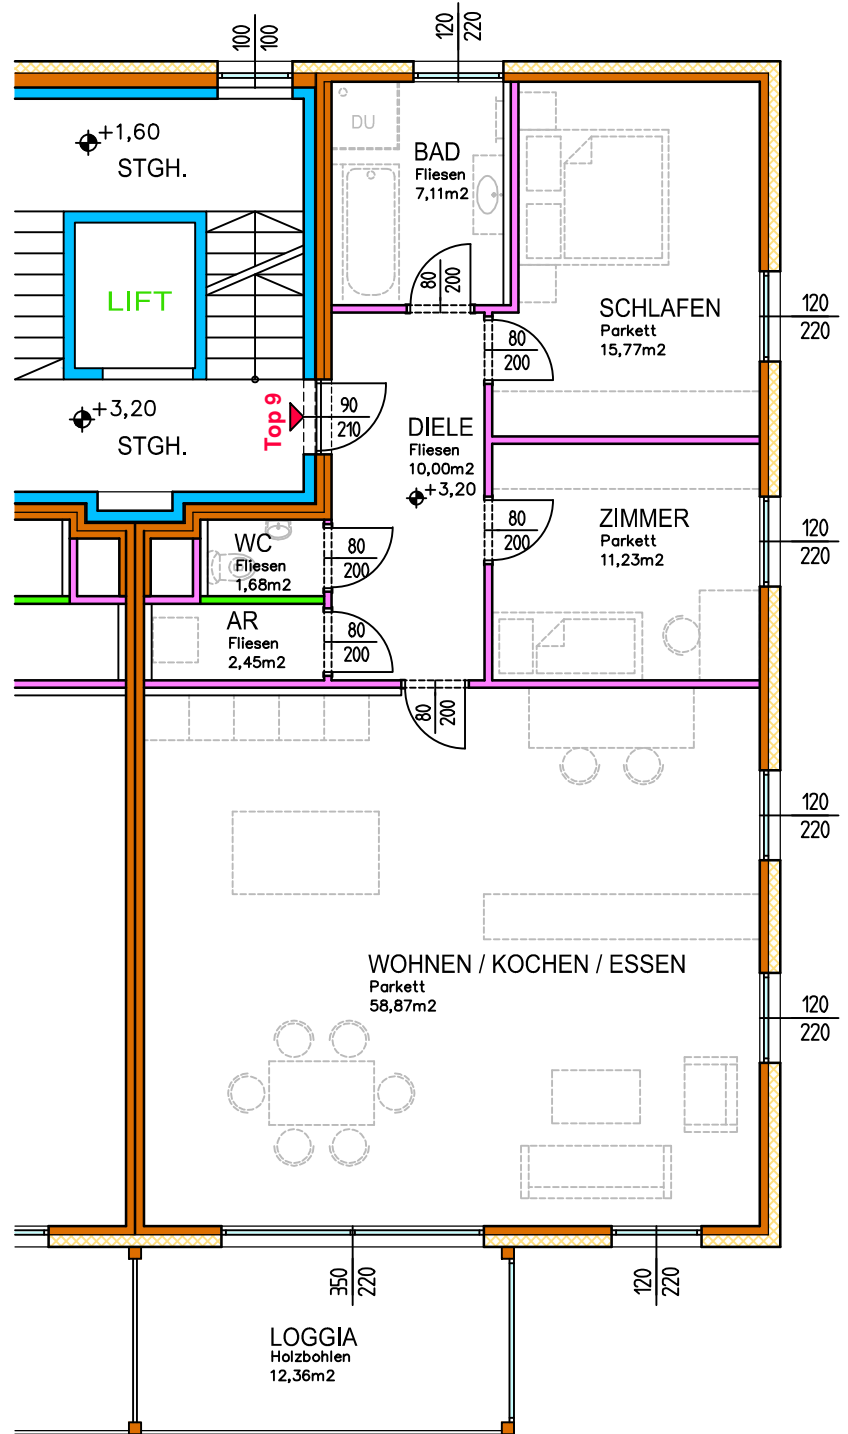 100
100
120
220
+1,60
STGH.
DU
BAD
Fliesen
7,11m2
80
200
LIFT
SCHLAFEN
Parkett
15,77m2
120
220
80
200
+3,20
STGH.
Top 9
90
210
DIELE
Fliesen
10,00m2
+3,20
80
200
ZIMMER
Parkett
11,23m2
120
220
WC
Fliesen
1,68m2
80
200
AR
Fliesen
2,45m2
80
200
80
200
120
220
WOHNEN / KOCHEN / ESSEN
Parkett
58,87m2
120
220
350
220
120
220
LOGGIA
Holzbohlen
12,36m2